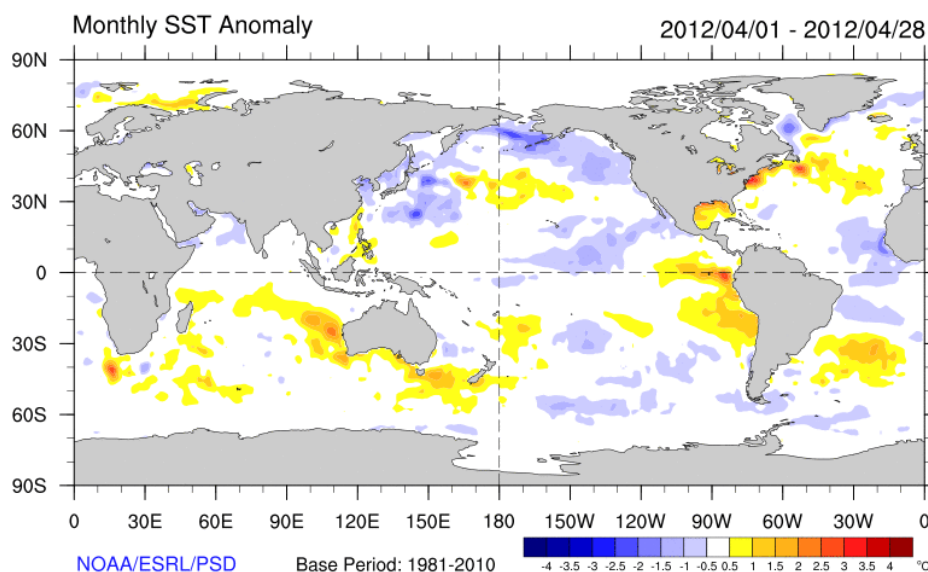 Monthly SST Anomaly 2012/04/01 - 2012/04/28
90N
60N
30N
0
30S
60S
90S
0 30E 60E 90E 120E 150E 180 150W 120W 90W 60W 30W 0
NOAA/ESRL/PSD Base Period: 1981-2010
-4 -3.5 -3 -2.5 -2 -1.5 -1 -0.5 0.5 1 1.5 2 2.5 3 3.5 4 °C